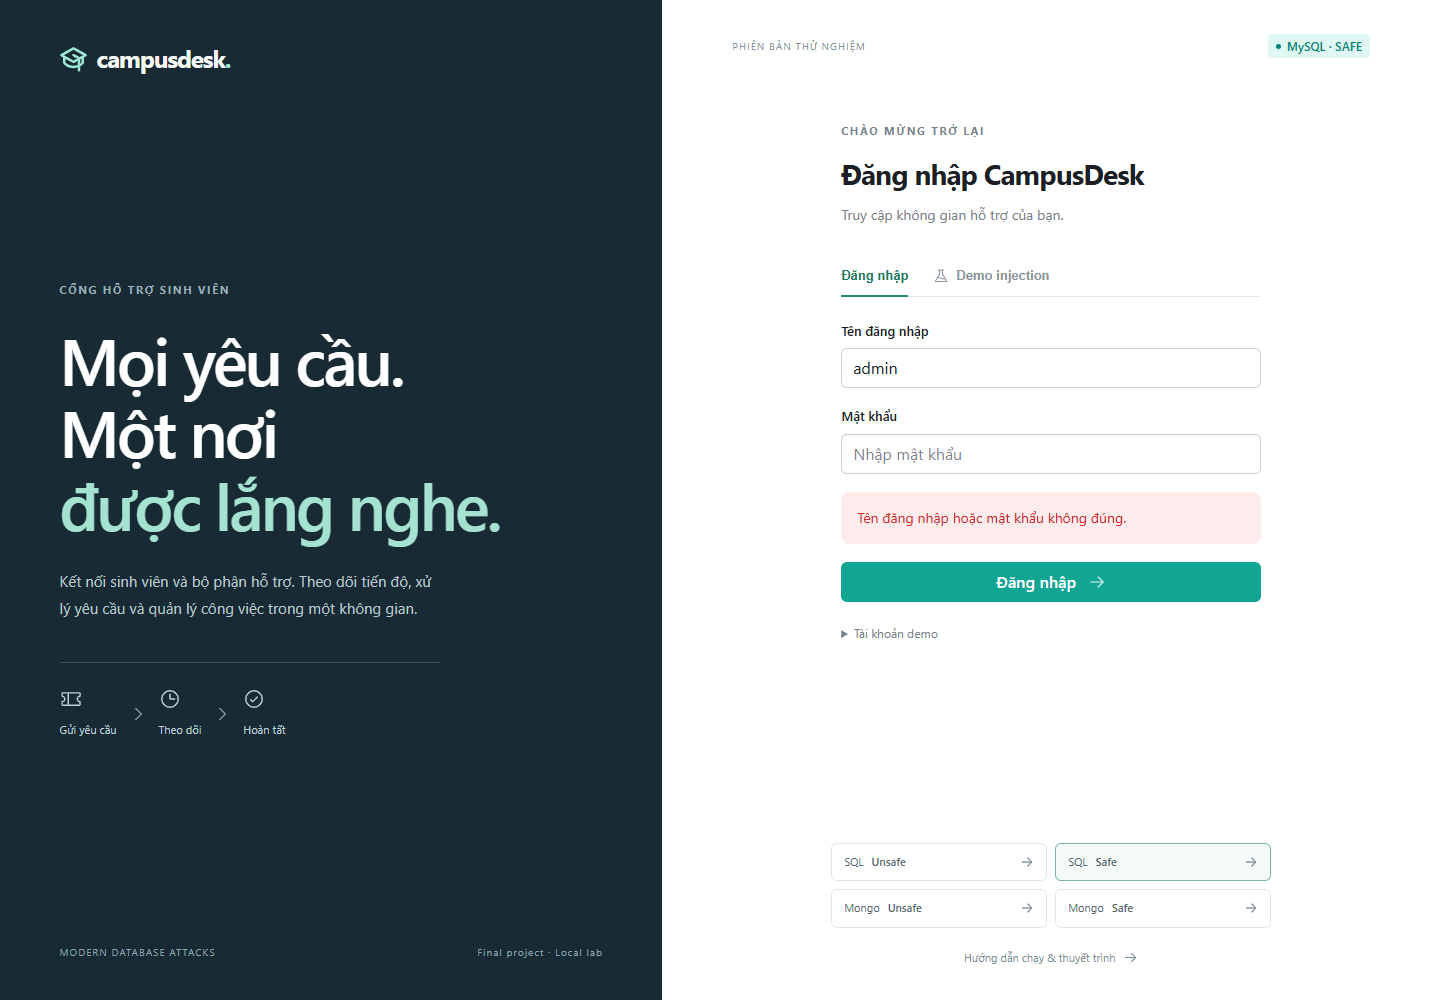 campusdesk.
CỔNG HỖ TRỢ SINH VIÊN
Mọi yêu cầu.
Một nơi
được lắng nghe.
Kết nối sinh viên và bộ phận hỗ trợ. Theo dõi tiến độ, xử
lý yêu cầu và quản lý công việc trong một không gian.
Gửi yêu cầu
Theo dõi
Hoàn tất
MODERN DATABASE ATTACKS
Final project · Local lab
PHIÊN BẢN THỬ NGHIỆM
MySQL · SAFE
CHÀO MỪNG TRỞ LẠI
Đăng nhập CampusDesk
Truy cập không gian hỗ trợ của bạn.
Đăng nhập
Demo injection
Tên đăng nhập
admin
Mật khẩu
Nhập mật khẩu
Tên đăng nhập hoặc mật khẩu không đúng.
Đăng nhập
Tài khoản demo
SQL Unsafe
SQL Safe
Mongo Unsafe
Mongo Safe
Hướng dẫn chạy & thuyết trình